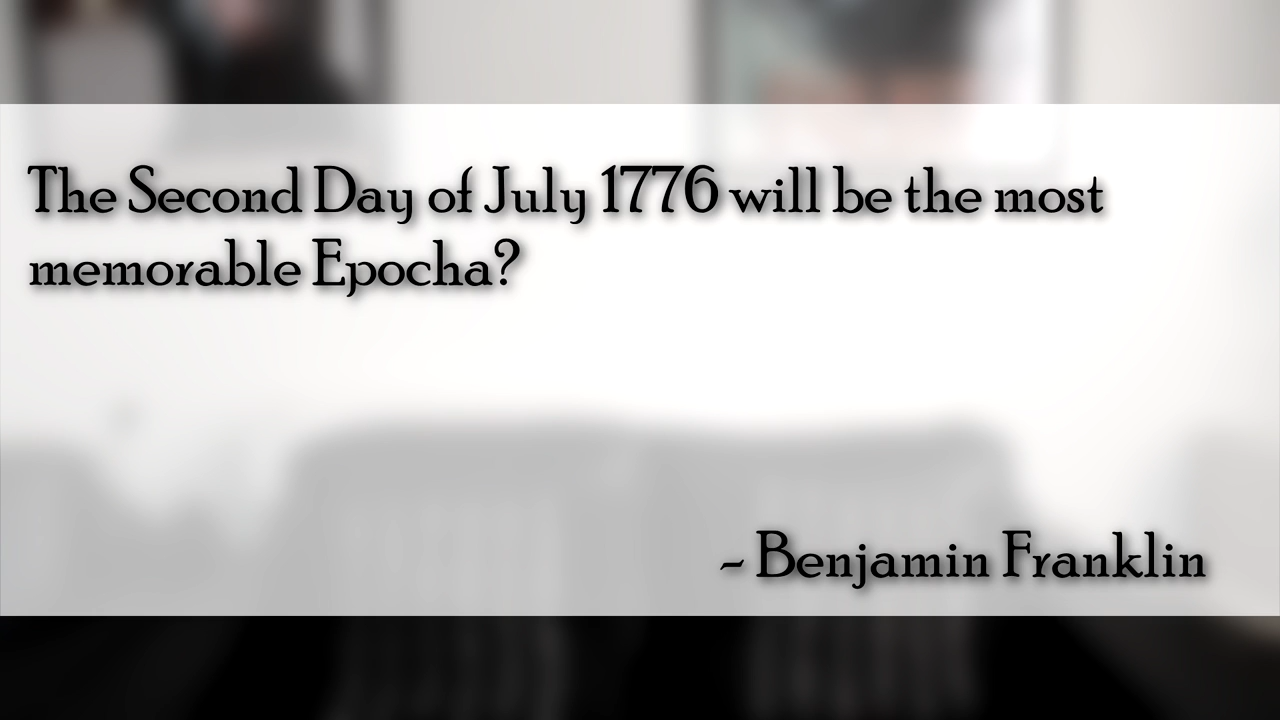 The Second Day of July 1776 will be the most
memorable Epocha?
- Benjamin Franklin